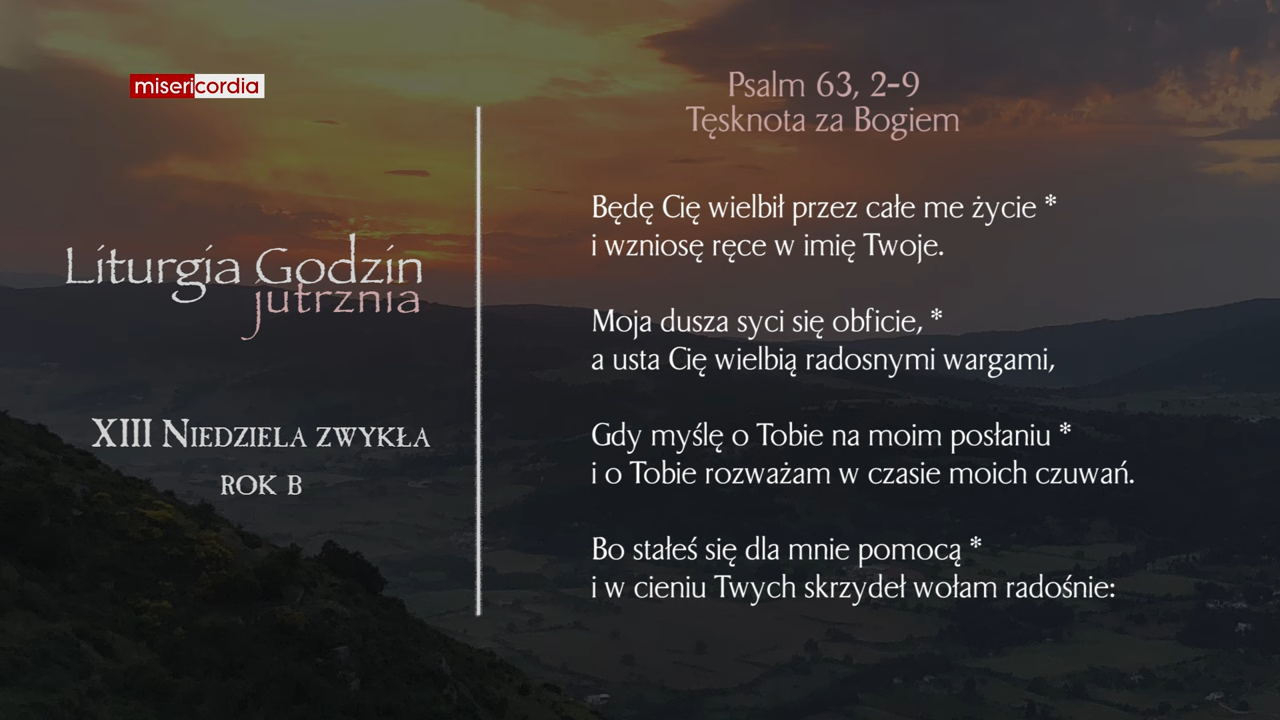 misericordia
Liturgia Godzin
jutrznia
XIII Niedziela zwykła
rok B
Psalm 63, 2-9
Tęsknota za Bogiem
Będę Cię wielbił przez całe me życie *
i wzniosę ręce w imię Twoje.
Moja dusza syci się obficie, *
a usta Cię wielbią radosnymi wargami,
Gdy myślę o Tobie na moim posłaniu *
i o Tobie rozważam w czasie moich czuwań.
Bo stałeś się dla mnie pomocą *
i w cieniu Twych skrzydeł wołam radośnie: